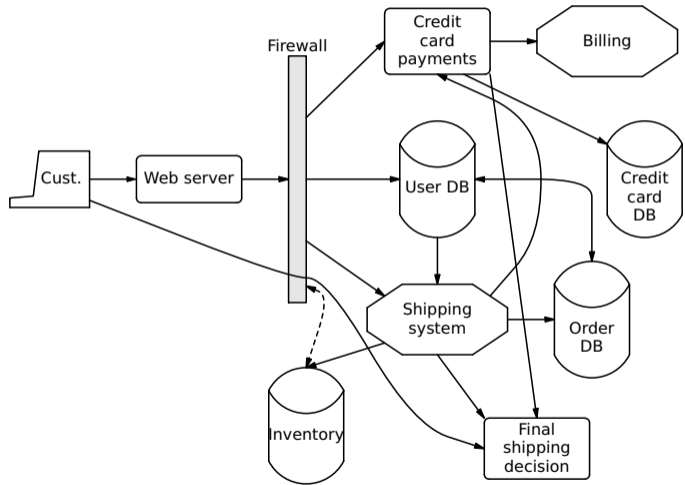 Credit
card
payments
Billing
Firewall
Cust.
Web server
User DB
Credit
card
DB
Shipping
system
Order
DB
Inventory
Final
shipping
decision